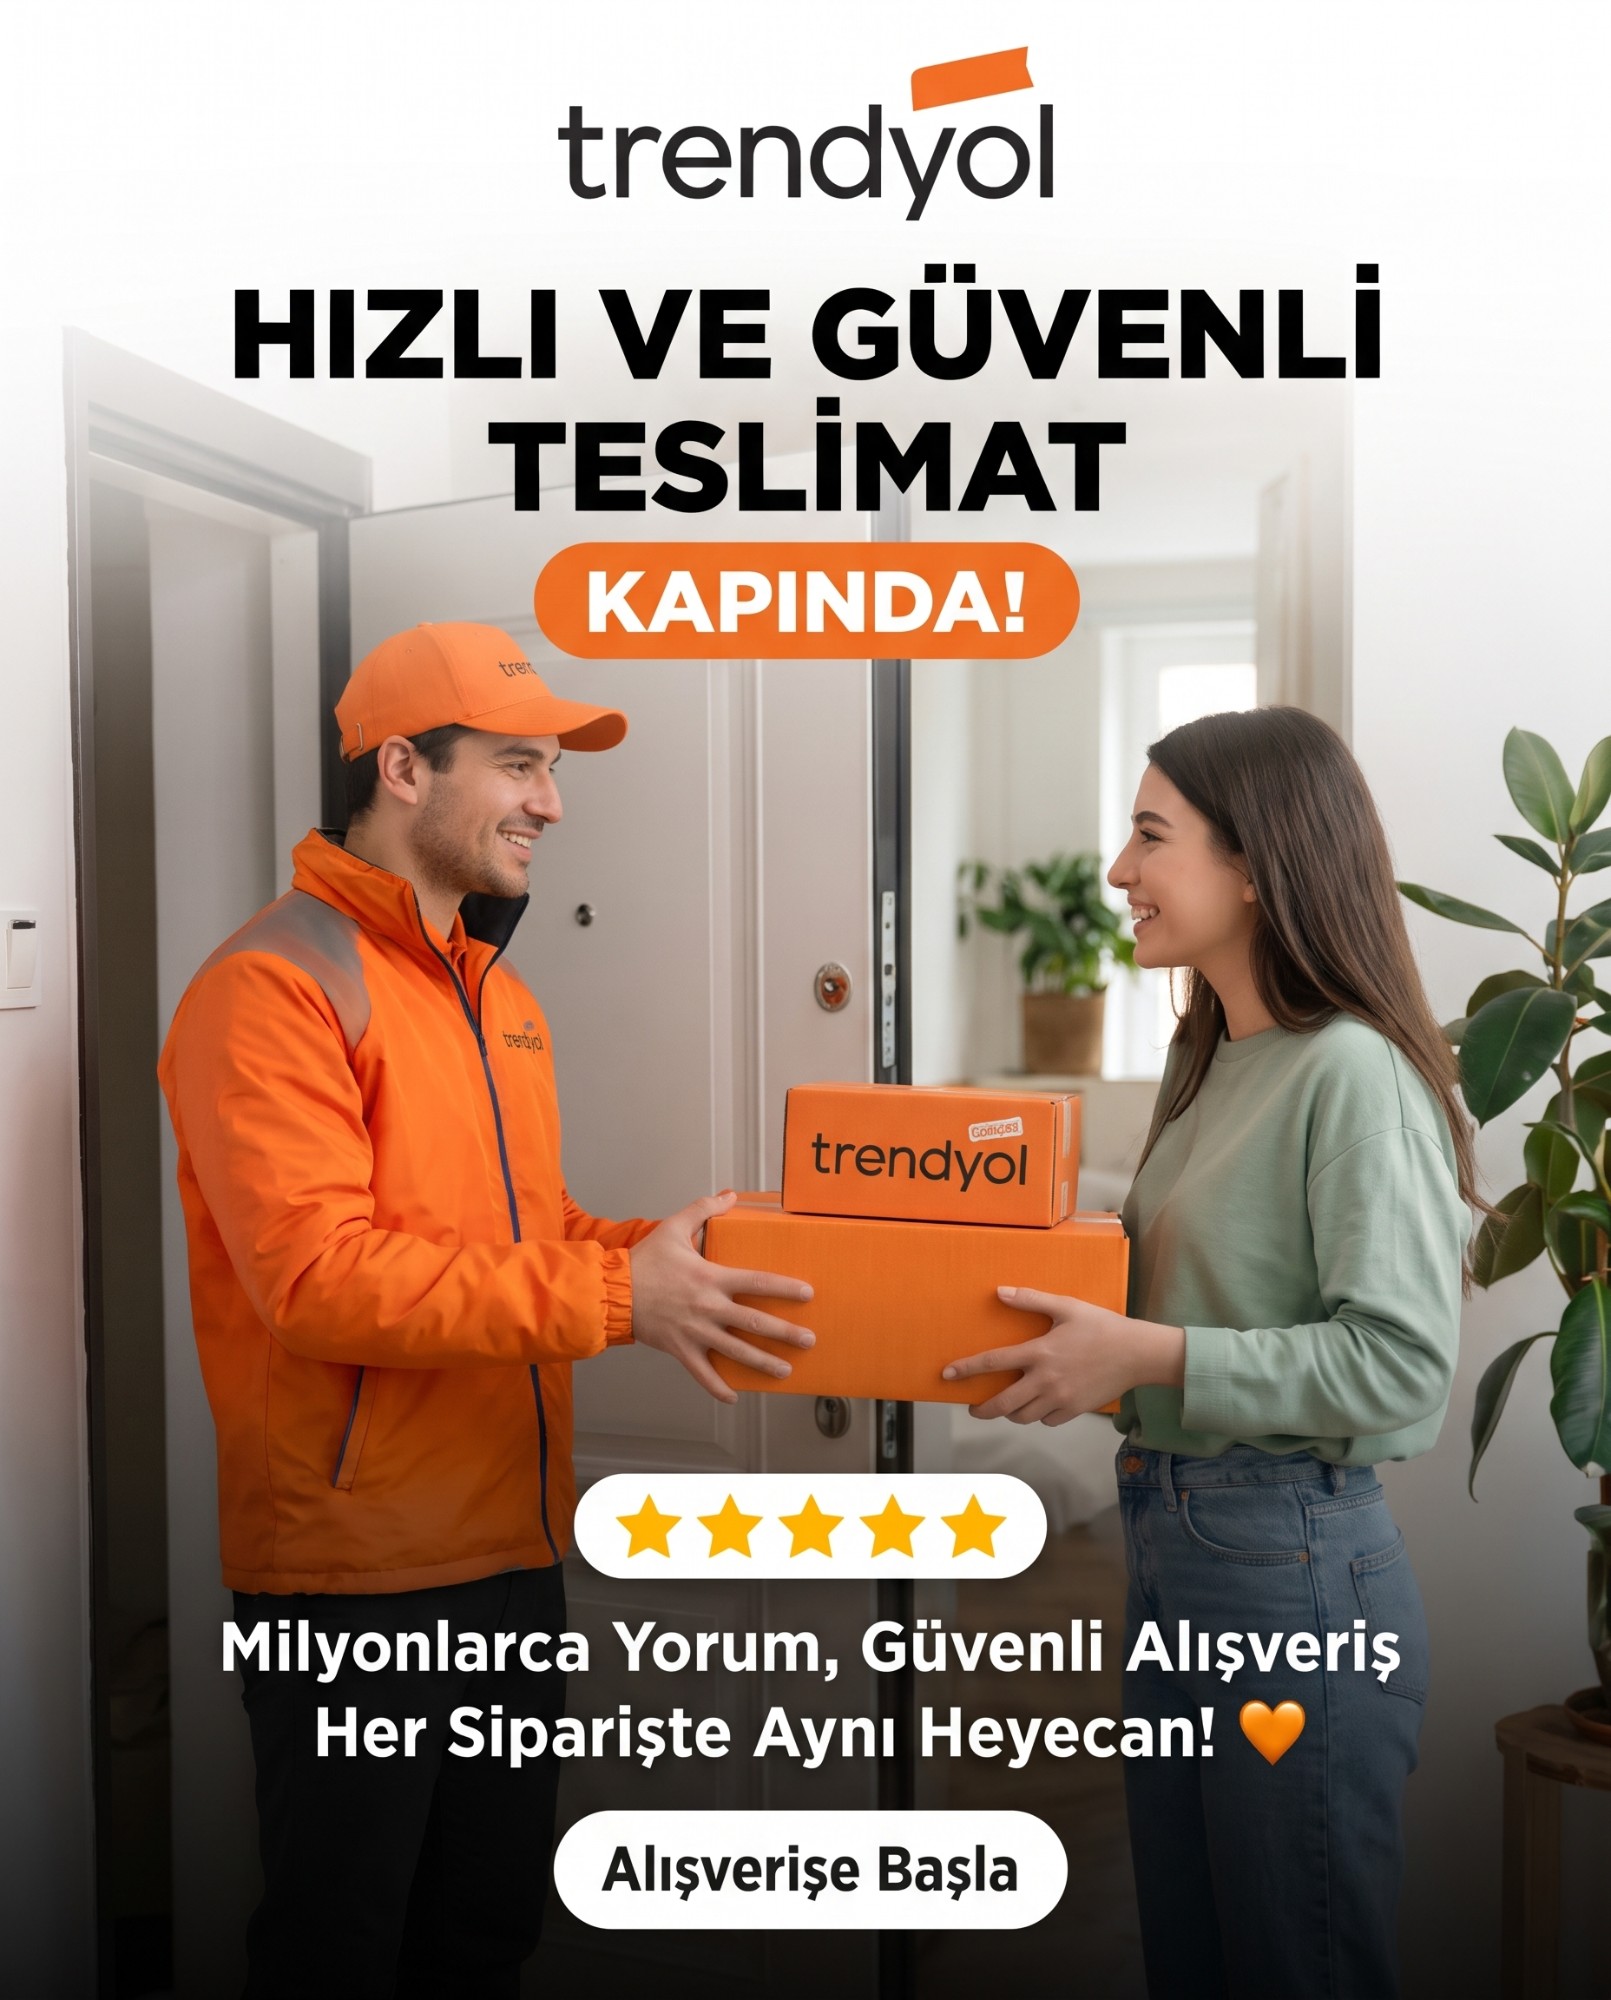 trendyol
HIZLI VE GÜVENLİ
TESLİMAT
KAPINDA!
tren
trendyol
trendyol
Milyonlarca Yorum, Güvenli Alışveriş
Her Siparişte Aynı Heyecan! 🧡
Alışverişe Başla